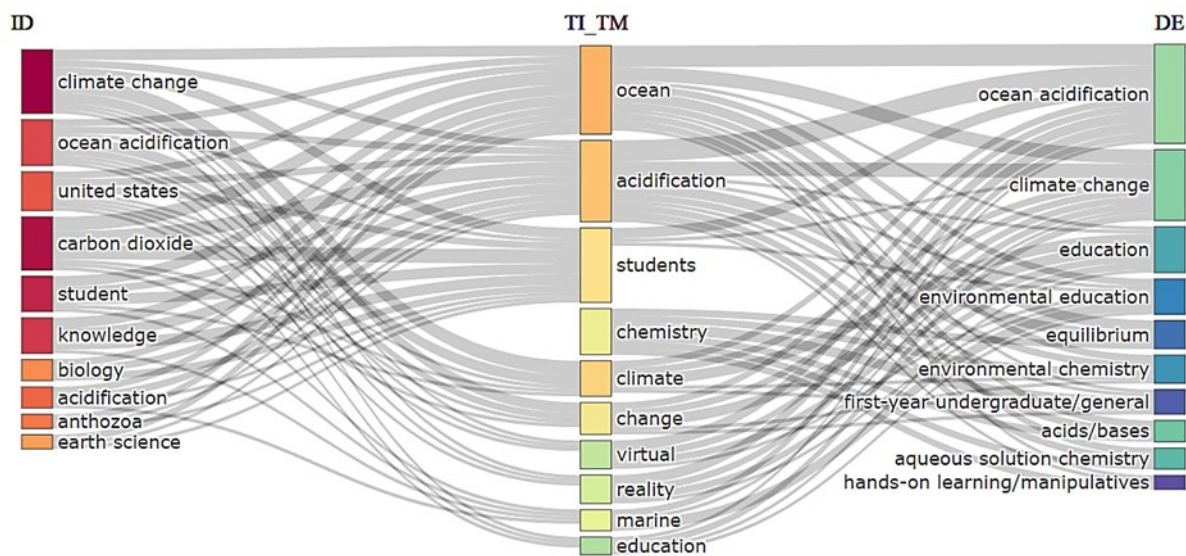 ID
TI_TM
DE
climate change
ocean acidification
united states
carbon dioxide
student
knowledge
biology
acidification
anthozoa
earth science
ocean
acidification
students
chemistry
climate
change
virtual
reality
marine
education
ocean acidification
climate change
education
environmental education
equilibrium
environmental chemistry
first-year undergraduate/general
acids/bases
aqueous solution chemistry
hands-on learning/manipulatives